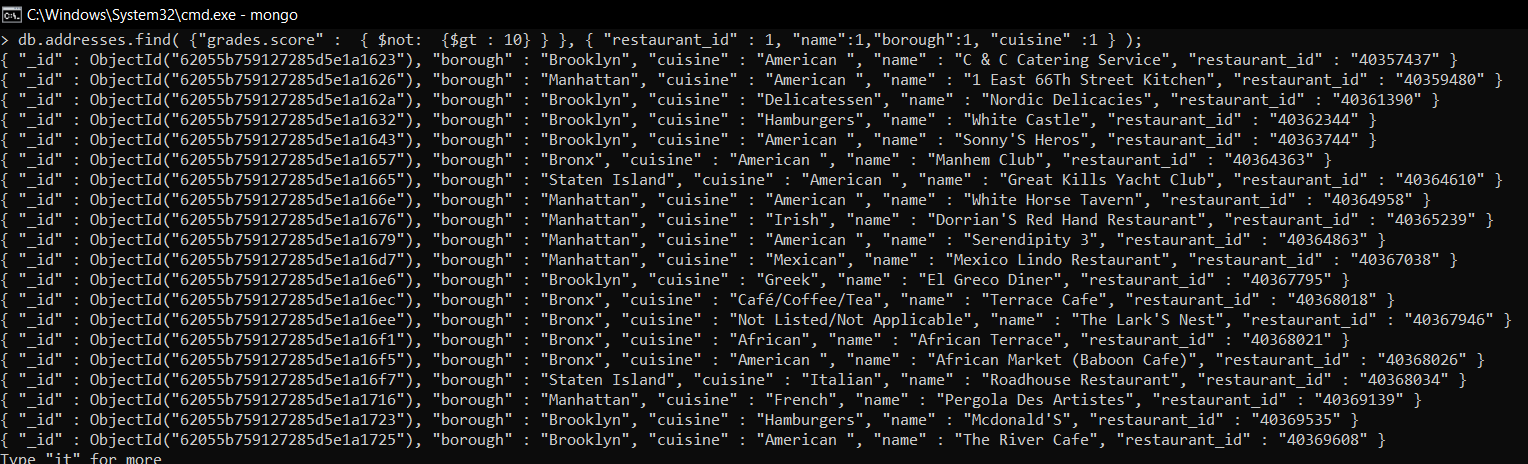 C:\Windows\System32\cmd.exe - mongo
> db.addresses.find( {"grades.score" :  { $not:  {$gt : 10} } }, { "restaurant_id" : 1, "name":1,"borough":1, "cuisine" :1 } );
{ "_id" : ObjectId("62055b759127285d5e1a1623"), "borough" : "Brooklyn", "cuisine" : "American ", "name" : "C & C Catering Service", "restaurant_id" : "40357437" }
{ "_id" : ObjectId("62055b759127285d5e1a1626"), "borough" : "Manhattan", "cuisine" : "American ", "name" : "1 East 66Th Street Kitchen", "restaurant_id" : "40359480" }
{ "_id" : ObjectId("62055b759127285d5e1a162a"), "borough" : "Brooklyn", "cuisine" : "Delicatessen", "name" : "Nordic Delicacies", "restaurant_id" : "40361390" }
{ "_id" : ObjectId("62055b759127285d5e1a1632"), "borough" : "Brooklyn", "cuisine" : "Hamburgers", "name" : "White Castle", "restaurant_id" : "40362344" }
{ "_id" : ObjectId("62055b759127285d5e1a1643"), "borough" : "Brooklyn", "cuisine" : "American ", "name" : "Sonny'S Heros", "restaurant_id" : "40363744" }
{ "_id" : ObjectId("62055b759127285d5e1a1657"), "borough" : "Bronx", "cuisine" : "American ", "name" : "Manhem Club", "restaurant_id" : "40364363" }
{ "_id" : ObjectId("62055b759127285d5e1a1665"), "borough" : "Staten Island", "cuisine" : "American ", "name" : "Great Kills Yacht Club", "restaurant_id" : "40364610" }
{ "_id" : ObjectId("62055b759127285d5e1a166e"), "borough" : "Manhattan", "cuisine" : "American ", "name" : "White Horse Tavern", "restaurant_id" : "40364958" }
{ "_id" : ObjectId("62055b759127285d5e1a1676"), "borough" : "Manhattan", "cuisine" : "Irish", "name" : "Dorrian'S Red Hand Restaurant", "restaurant_id" : "40365239" }
{ "_id" : ObjectId("62055b759127285d5e1a1679"), "borough" : "Manhattan", "cuisine" : "American ", "name" : "Serendipity 3", "restaurant_id" : "40364863" }
{ "_id" : ObjectId("62055b759127285d5e1a16d7"), "borough" : "Manhattan", "cuisine" : "Mexican", "name" : "Mexico Lindo Restaurant", "restaurant_id" : "40367038" }
{ "_id" : ObjectId("62055b759127285d5e1a16e6"), "borough" : "Brooklyn", "cuisine" : "Greek", "name" : "El Greco Diner", "restaurant_id" : "40367795" }
{ "_id" : ObjectId("62055b759127285d5e1a16ec"), "borough" : "Bronx", "cuisine" : "Café/Coffee/Tea", "name" : "Terrace Cafe", "restaurant_id" : "40368018" }
{ "_id" : ObjectId("62055b759127285d5e1a16ee"), "borough" : "Bronx", "cuisine" : "Not Listed/Not Applicable", "name" : "The Lark'S Nest", "restaurant_id" : "40367946" }
{ "_id" : ObjectId("62055b759127285d5e1a16f1"), "borough" : "Bronx", "cuisine" : "African", "name" : "African Terrace", "restaurant_id" : "40368021" }
{ "_id" : ObjectId("62055b759127285d5e1a16f5"), "borough" : "Bronx", "cuisine" : "American ", "name" : "African Market (Baboon Cafe)", "restaurant_id" : "40368026" }
{ "_id" : ObjectId("62055b759127285d5e1a16f7"), "borough" : "Staten Island", "cuisine" : "Italian", "name" : "Roadhouse Restaurant", "restaurant_id" : "40368034" }
{ "_id" : ObjectId("62055b759127285d5e1a1716"), "borough" : "Manhattan", "cuisine" : "French", "name" : "Pergola Des Artistes", "restaurant_id" : "40369139" }
{ "_id" : ObjectId("62055b759127285d5e1a1723"), "borough" : "Brooklyn", "cuisine" : "Hamburgers", "name" : "Mcdonald'S", "restaurant_id" : "40369535" }
{ "_id" : ObjectId("62055b759127285d5e1a1725"), "borough" : "Brooklyn", "cuisine" : "American ", "name" : "The River Cafe", "restaurant_id" : "40369608" }
Type "it" for more